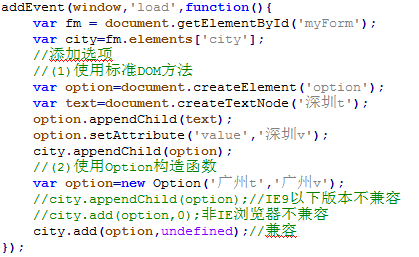 addEvent(window,'load',function(){
var fm = document.getElementById('myForm');
var city=fm.elements['city'];
//添加选项
//(1)使用标准DOM方法
var option=document.createElement('option');
var text=document.createTextNode('深圳t');
option.appendChild(text);
option.setAttribute('value','深圳v');
city.appendChild(option);
//(2)使用Option构造函数
var option=new Option('广州t','广州v');
//city.appendChild(option);//IE9以下版本不兼容
//city.add(option,0);非IE浏览器不兼容
city.add(option,undefined);//兼容
});